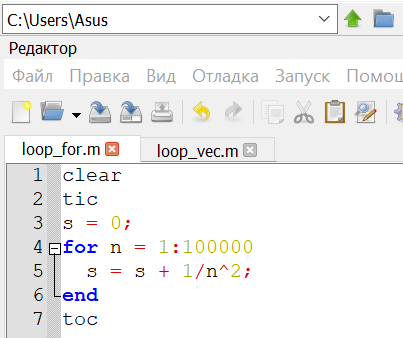 C:\Users\Asus
Редактор
Файл Правка Вид Отладка Запуск Помощ
loop_for.m loop_vec.m
1 clear
2 tic
3 s = 0;
4 for n = 1:100000
5 s = s + 1/n^2;
6 end
7 toc